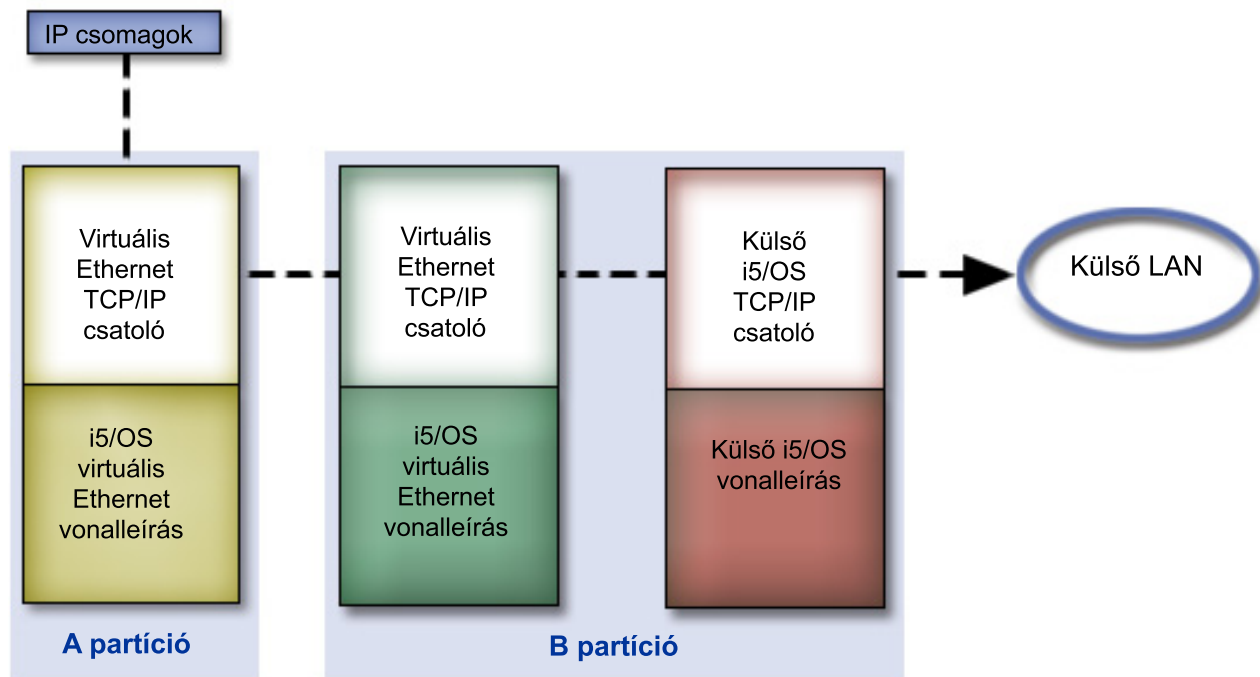 IP csomagok
Virtuális
Ethernet
TCP/IP
csatoló
i5/OS
virtuális
Ethernet
vonalleírás
A partíció
Virtuális
Ethernet
TCP/IP
csatoló
i5/OS
virtuális
Ethernet
vonalleírás
Külső
i5/OS
TCP/IP
csatoló
Külső i5/OS
vonalleírás
B partíció
Külső LAN